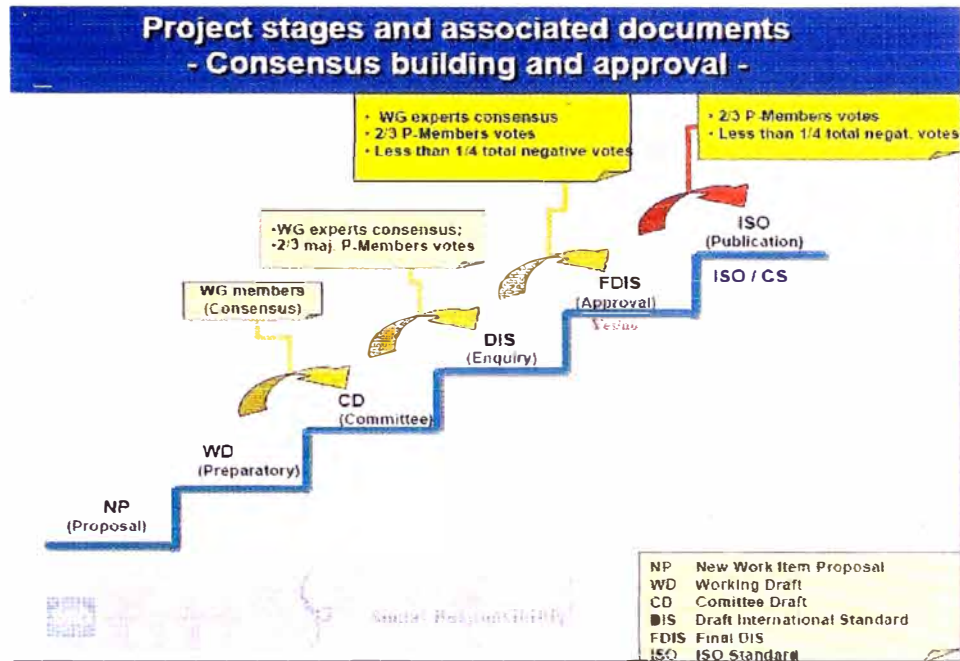 Project stages and associated documents
- Consensus building and approval -
• WG experts consensus
• 2/3 P-Members votes
• Less than 1/4 total negative votes
• 2/3 P-Members votes
• Less than 1/4 total negat. votes
•WG experts consensus;
•2/3 maj. P-Members votes
WG members
(Consensus)
ISO
(Publication)
ISO / CS
FDIS
(Approval)
Yes/no
DIS
(Enquiry)
CD
(Committee)
WD
(Preparatory)
NP
(Proposal)
NP New Work Item Proposal
WD Working Draft
CD Comittee Draft
DIS Draft International Standard
FDIS Final DIS
ISO ISO Standard
Social Responsibility